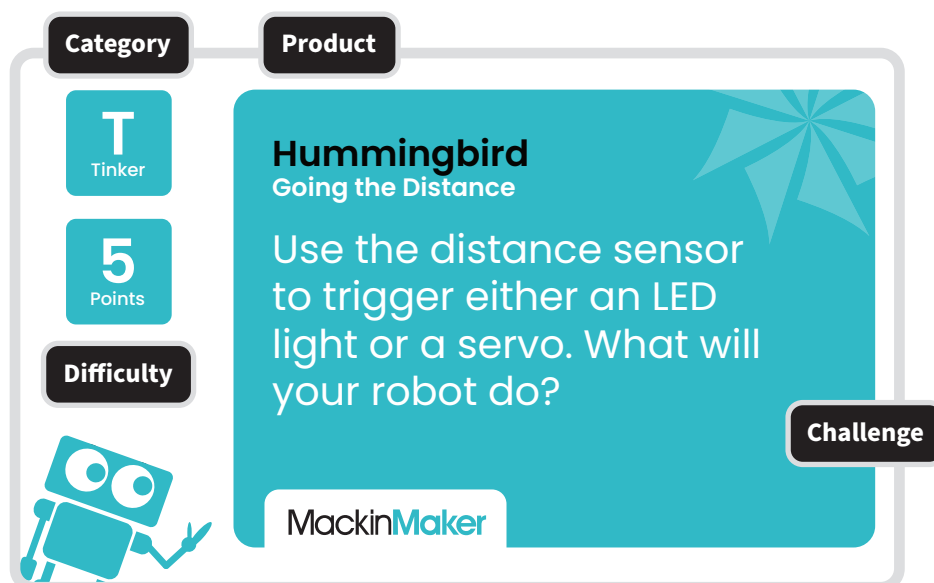 Category
Product
T
Tinker
5
Points
Difficulty
Hummingbird
Going the Distance
Use the distance sensor
to trigger either an LED
light or a servo. What will
your robot do?
Challenge
MackinMaker